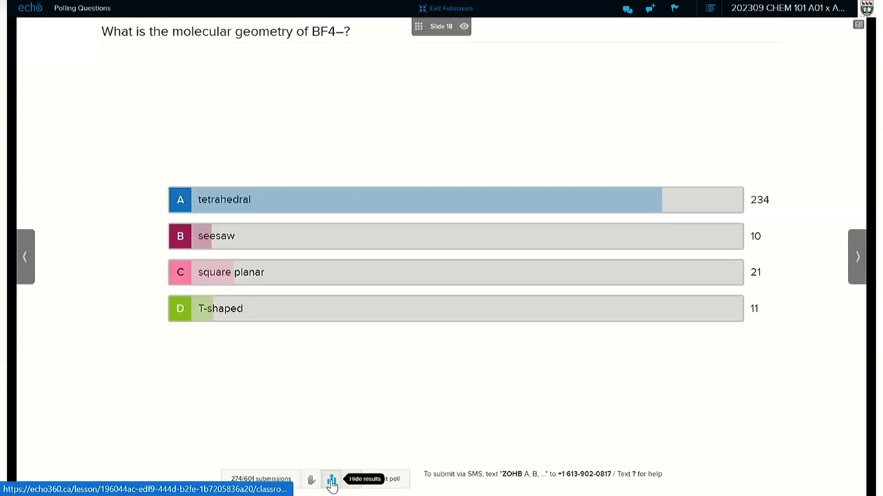 echo Polling Questions Exit Fullscreen 202309 CHEM 101 A01 x A...
What is the molecular geometry of BF4–?
Slide 18
A tetrahedral 234
B seesaw 10
C square planar 21
D T-shaped 11
274/601 submissions Hide results t poll To submit via SMS, text "ZOHB A, B, ..." to +1 613-902-0817 / Text ? for help
https://echo360.ca/lesson/196044ac-edf9-444d-b2fe-1b7205836a20/classro...